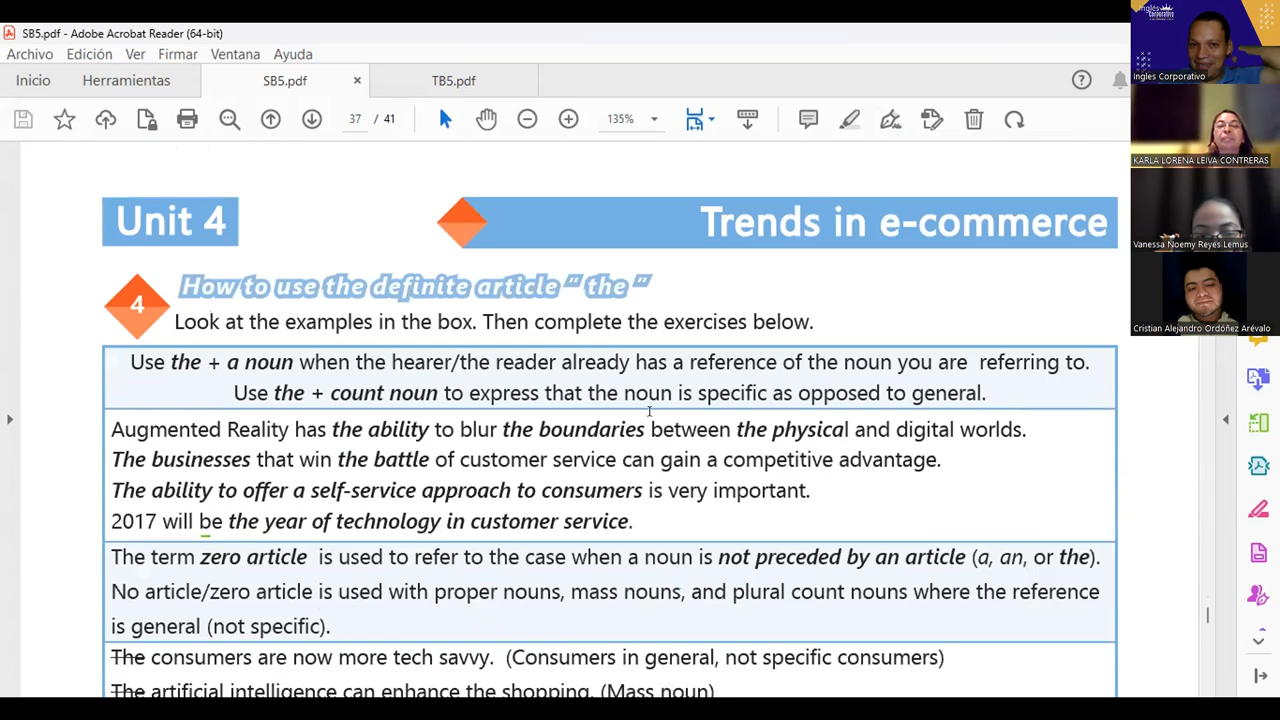 SB5.pdf - Adobe Acrobat Reader (64-bit)
Archivo Edición Ver Firmar Ventana Ayuda
Inicio Herramientas SB5.pdf × TB5.pdf
37 / 41 135%
Unit 4 Trends in e-commerce
4 How to use the definite article “ the ”
Look at the examples in the box. Then complete the exercises below.
Use the + a noun when the hearer/the reader already has a reference of the noun you are referring to.
Use the + count noun to express that the noun is specific as opposed to general.
Augmented Reality has the ability to blur the boundaries between the physical and digital worlds.
The businesses that win the battle of customer service can gain a competitive advantage.
The ability to offer a self-service approach to consumers is very important.
2017 will be the year of technology in customer service.
The term zero article is used to refer to the case when a noun is not preceded by an article (a, an, or the).
No article/zero article is used with proper nouns, mass nouns, and plural count nouns where the reference
is general (not specific).
The consumers are now more tech savvy. (Consumers in general, not specific consumers)
The artificial intelligence can enhance the shopping. (Mass noun)
Inglés
Corporativo
Ingles Corporativo
KARLA LORENA LEIVA CONTRERAS
Vanessa Noemy Reyes Lemus
Cristian Alejandro Ordóñez Arévalo